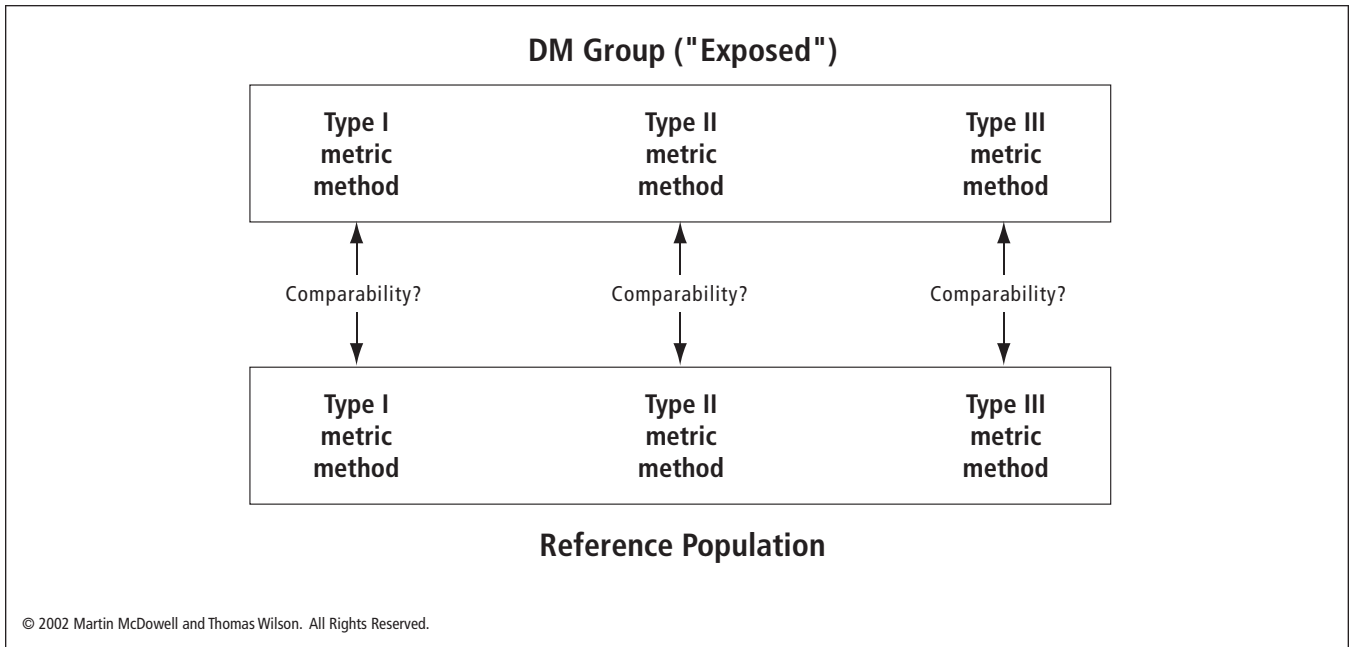 DM Group ("Exposed")
Type I Type II Type III
metric metric metric
method method method
Comparability? Comparability? Comparability?
Type I Type II Type III
metric metric metric
method method method
Reference Population
© 2002 Martin McDowell and Thomas Wilson. All Rights Reserved.